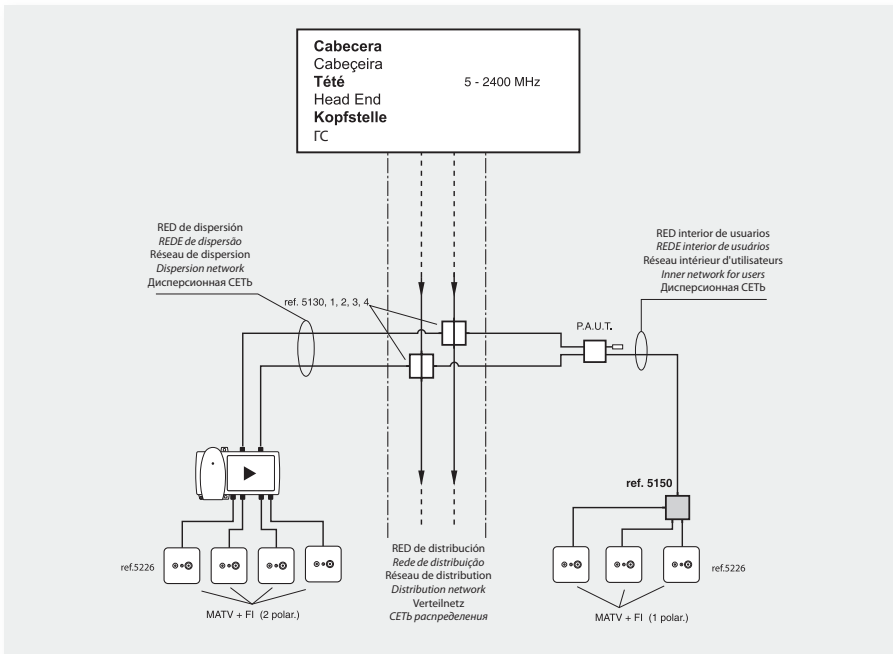 Cabecera
Cabeçeira
Tété
Head End
Kopfstelle
ГС
5 - 2400 MHz
RED de dispersión
REDE de dispersão
Réseau de dispersion
Dispersion network
Дисперсионная СЕТЬ
RED interior de usuarios
REDE interior de usuários
Réseau intérieur d'utilisateurs
Inner network for users
Дисперсионная СЕТЬ
ref. 5130, 1, 2, 3, 4
P.A.U.T.
ref. 5150
ref.5226
MATV + FI (2 polar.)
RED de distribución
Rede de distribuição
Réseau de distribution
Distribution network
Verteilnetz
СЕТЬ распределения
ref.5226
MATV + FI (1 polar.)